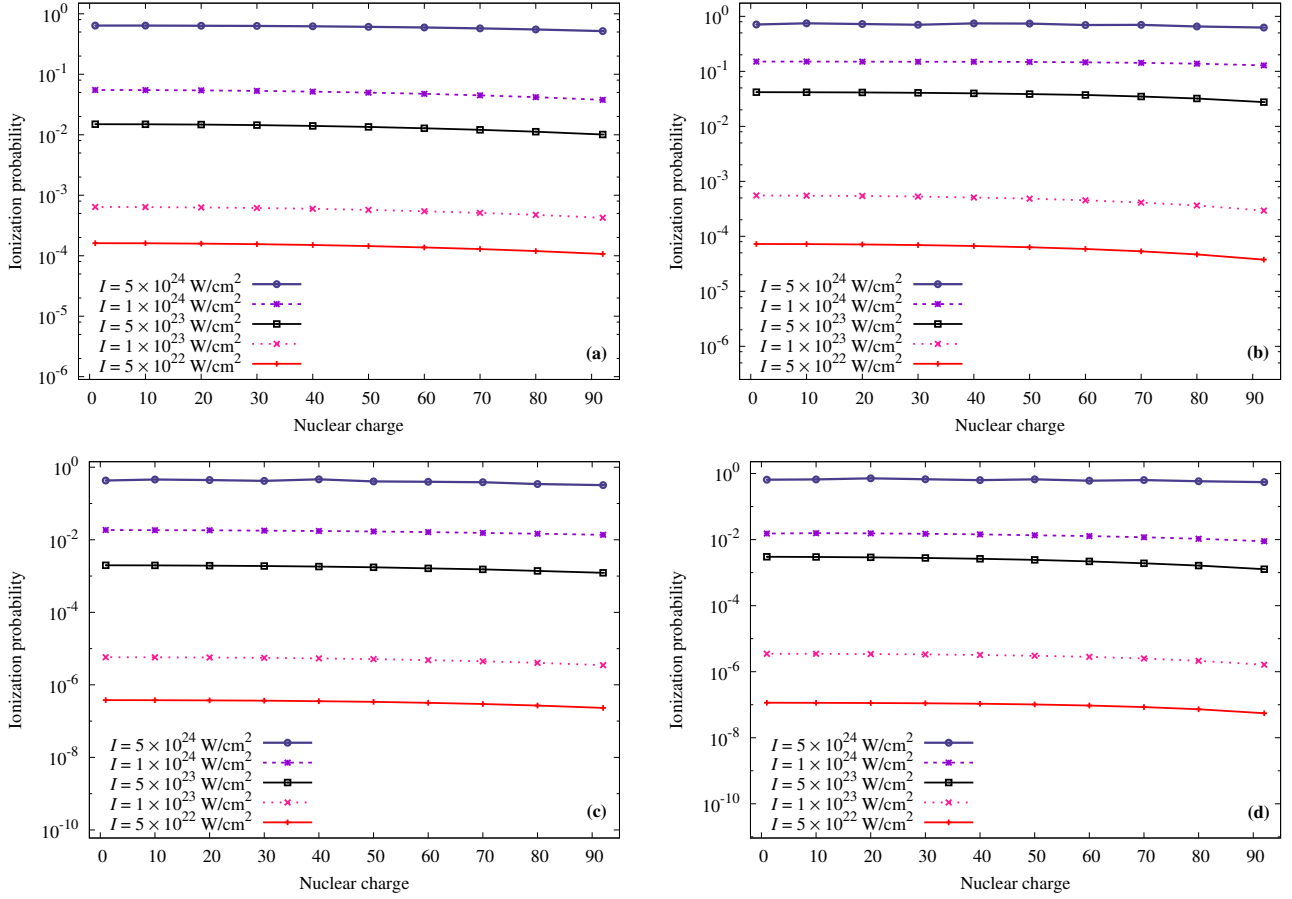 Ionization probability
10^0
10^-1
10^-2
10^-3
10^-4
10^-5
10^-6
I = 5 × 10^24 W/cm^2
I = 1 × 10^24 W/cm^2
I = 5 × 10^23 W/cm^2
I = 1 × 10^23 W/cm^2
I = 5 × 10^22 W/cm^2
(a)
0 10 20 30 40 50 60 70 80 90
Nuclear charge
Ionization probability
10^0
10^-1
10^-2
10^-3
10^-4
10^-5
10^-6
I = 5 × 10^24 W/cm^2
I = 1 × 10^24 W/cm^2
I = 5 × 10^23 W/cm^2
I = 1 × 10^23 W/cm^2
I = 5 × 10^22 W/cm^2
(b)
0 10 20 30 40 50 60 70 80 90
Nuclear charge
Ionization probability
10^0
10^-2
10^-4
10^-6
10^-8
10^-10
I = 5 × 10^24 W/cm^2
I = 1 × 10^24 W/cm^2
I = 5 × 10^23 W/cm^2
I = 1 × 10^23 W/cm^2
I = 5 × 10^22 W/cm^2
(c)
0 10 20 30 40 50 60 70 80 90
Nuclear charge
Ionization probability
10^0
10^-2
10^-4
10^-6
10^-8
10^-10
I = 5 × 10^24 W/cm^2
I = 1 × 10^24 W/cm^2
I = 5 × 10^23 W/cm^2
I = 1 × 10^23 W/cm^2
I = 5 × 10^22 W/cm^2
(d)
0 10 20 30 40 50 60 70 80 90
Nuclear charge